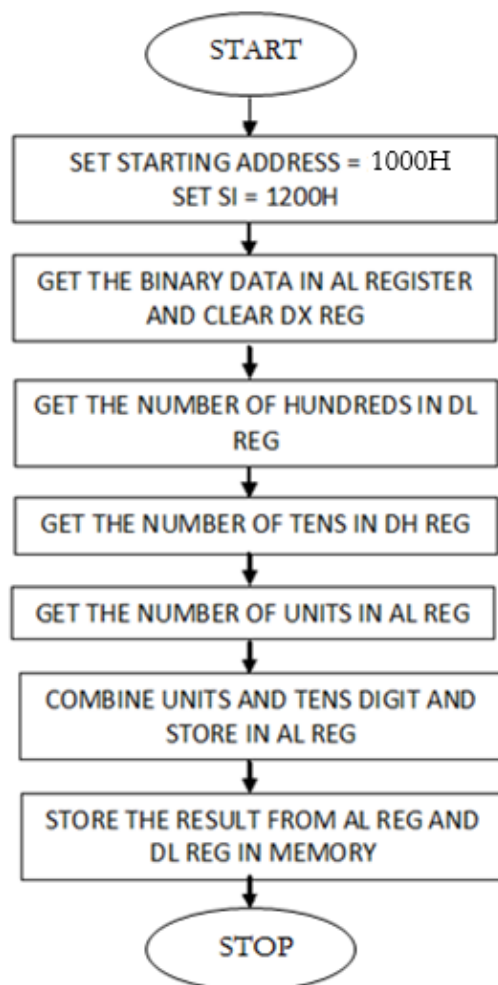 START
SET STARTING ADDRESS = 1000H
SET SI = 1200H
GET THE BINARY DATA IN AL REGISTER
AND CLEAR DX REG
GET THE NUMBER OF HUNDREDS IN DL
REG
GET THE NUMBER OF TENS IN DH REG
GET THE NUMBER OF UNITS IN AL REG
COMBINE UNITS AND TENS DIGIT AND
STORE IN AL REG
STORE THE RESULT FROM AL REG AND
DL REG IN MEMORY
STOP